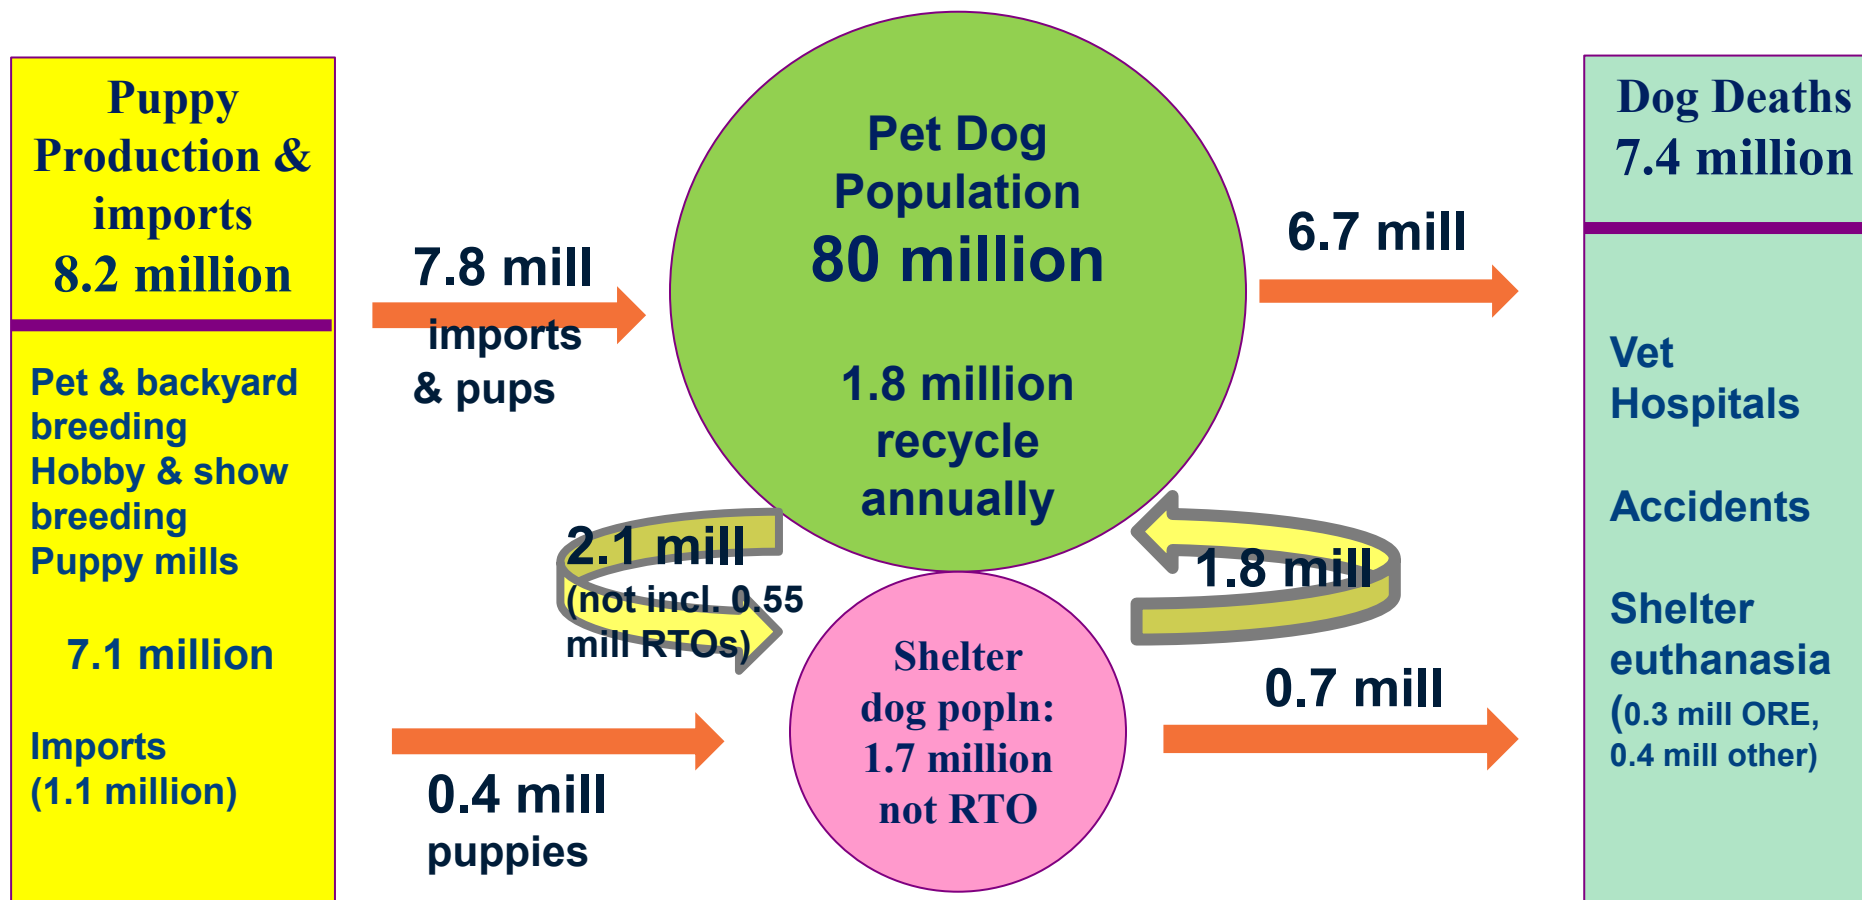 Puppy
Production &
imports
8.2 million
Pet & backyard
breeding
Hobby & show
breeding
Puppy mills
7.1 million
Imports
(1.1 million)
7.8 mill
imports
& pups
0.4 mill
puppies
Pet Dog
Population
80 million
1.8 million
recycle
annually
2.1 mill
(not incl. 0.55
mill RTOs)
1.8 mill
Shelter
dog popln:
1.7 million
not RTO
6.7 mill
0.7 mill
Dog Deaths
7.4 million
Vet
Hospitals
Accidents
Shelter
euthanasia
(0.3 mill ORE,
0.4 mill other)